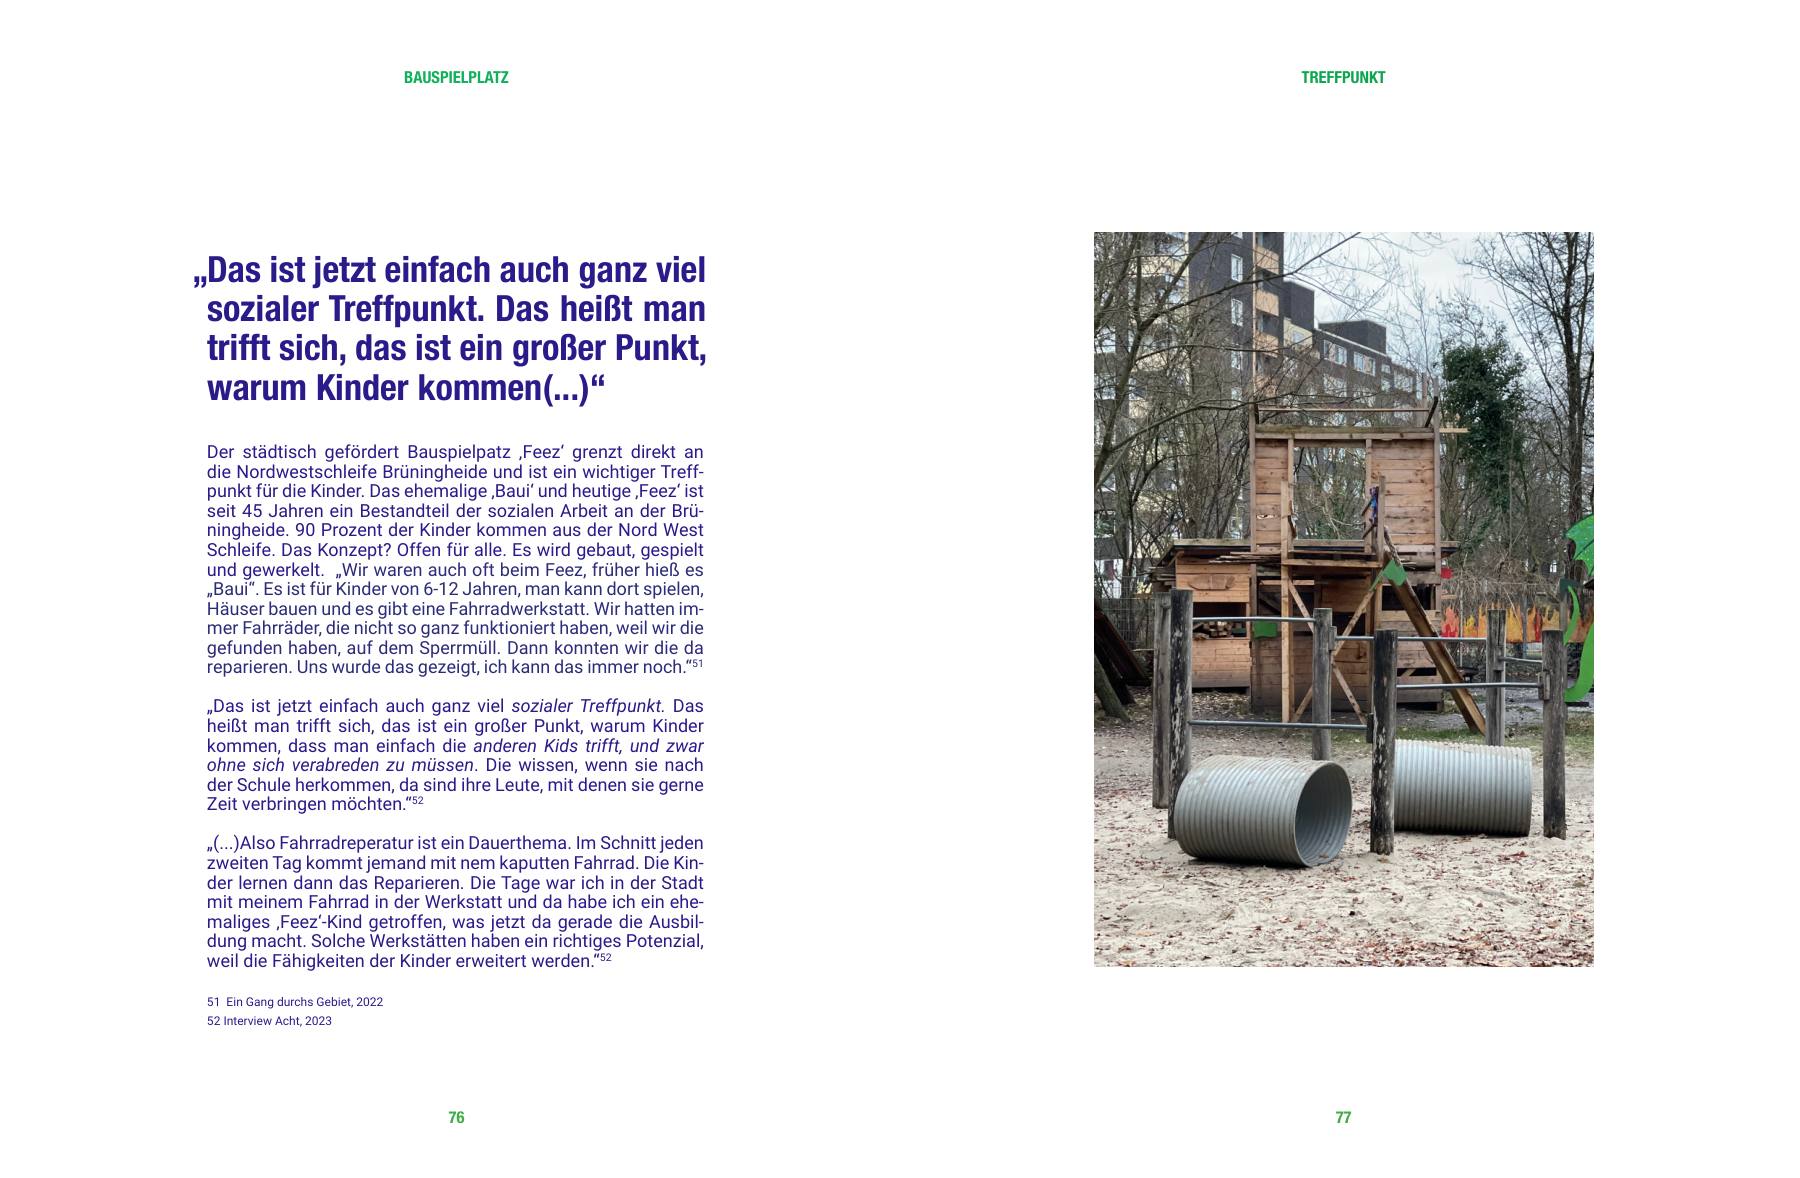 BAUSPIELPLATZ
TREFFPUNKT
„Das ist jetzt einfach auch ganz viel
sozialer Treffpunkt. Das heißt man
trifft sich, das ist ein großer Punkt,
warum Kinder kommen(...)“
Der städtisch gefördert Bauspielpatz ‚Feez‘ grenzt direkt an
die Nordwestschleife Brüningheide und ist ein wichtiger Treff-
punkt für die Kinder. Das ehemalige ‚Baui‘ und heutige ‚Feez‘ ist
seit 45 Jahren ein Bestandteil der sozialen Arbeit an der Brü-
ningheide. 90 Prozent der Kinder kommen aus der Nord West
Schleife. Das Konzept? Offen für alle. Es wird gebaut, gespielt
und gewerkelt. „Wir waren auch oft beim Feez, früher hieß es
„Baui“. Es ist für Kinder von 6-12 Jahren, man kann dort spielen,
Häuser bauen und es gibt eine Fahrradwerkstatt. Wir hatten im-
mer Fahrräder, die nicht so ganz funktioniert haben, weil wir die
gefunden haben, auf dem Sperrmüll. Dann konnten wir die da
reparieren. Uns wurde das gezeigt, ich kann das immer noch.“51
„Das ist jetzt einfach auch ganz viel sozialer Treffpunkt. Das
heißt man trifft sich, das ist ein großer Punkt, warum Kinder
kommen, dass man einfach die anderen Kids trifft, und zwar
ohne sich verabreden zu müssen. Die wissen, wenn sie nach
der Schule herkommen, da sind ihre Leute, mit denen sie gerne
Zeit verbringen möchten.“52
„(...)Also Fahrradreperatur ist ein Dauerthema. Im Schnitt jeden
zweiten Tag kommt jemand mit nem kaputten Fahrrad. Die Kin-
der lernen dann das Reparieren. Die Tage war ich in der Stadt
mit meinem Fahrrad in der Werkstatt und da habe ich ein ehe-
maliges ‚Feez‘-Kind getroffen, was jetzt da gerade die Ausbil-
dung macht. Solche Werkstätten haben ein richtiges Potenzial,
weil die Fähigkeiten der Kinder erweitert werden.“52
51 Ein Gang durchs Gebiet, 2022
52 Interview Acht, 2023
76
77